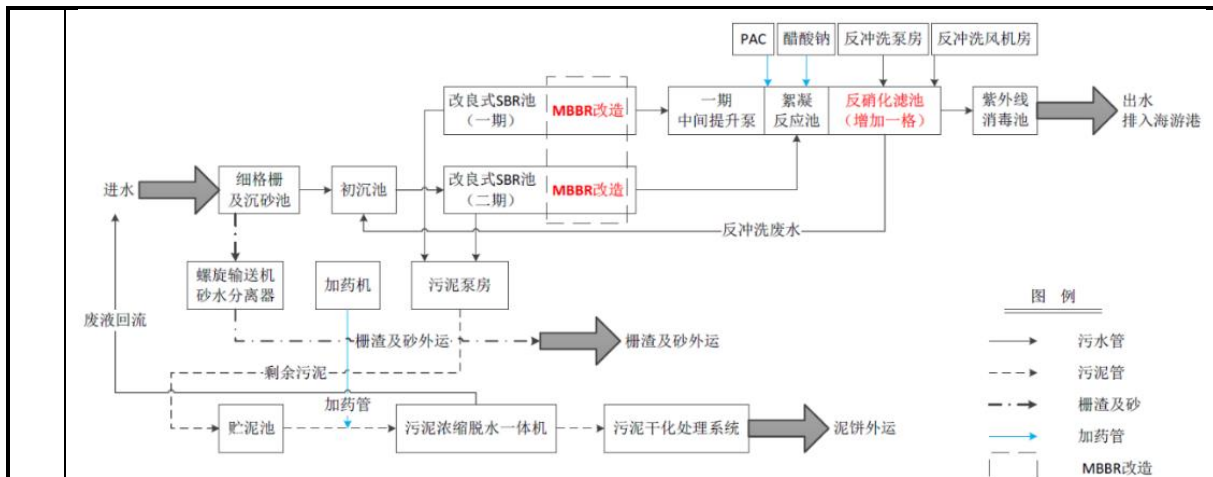 PAC
醋酸钠
反冲洗泵房
反冲洗风机房
改良式SBR池
（一期）
MBBR改造
一期
中间提升泵
絮凝
反应池
反硝化滤池
（增加一格）
紫外线
消毒池
出水
排入海游港
进水
细格栅
及沉砂池
初沉池
改良式SBR池
（二期）
MBBR改造
反冲洗废水
螺旋输送机
砂水分离器
加药机
污泥泵房
废液回流
栅渣及砂外运
栅渣及砂外运
剩余污泥
加药管
贮泥池
污泥浓缩脱水一体机
污泥干化处理系统
泥饼外运
图 例
污水管
污泥管
栅渣及砂
加药管
MBBR改造